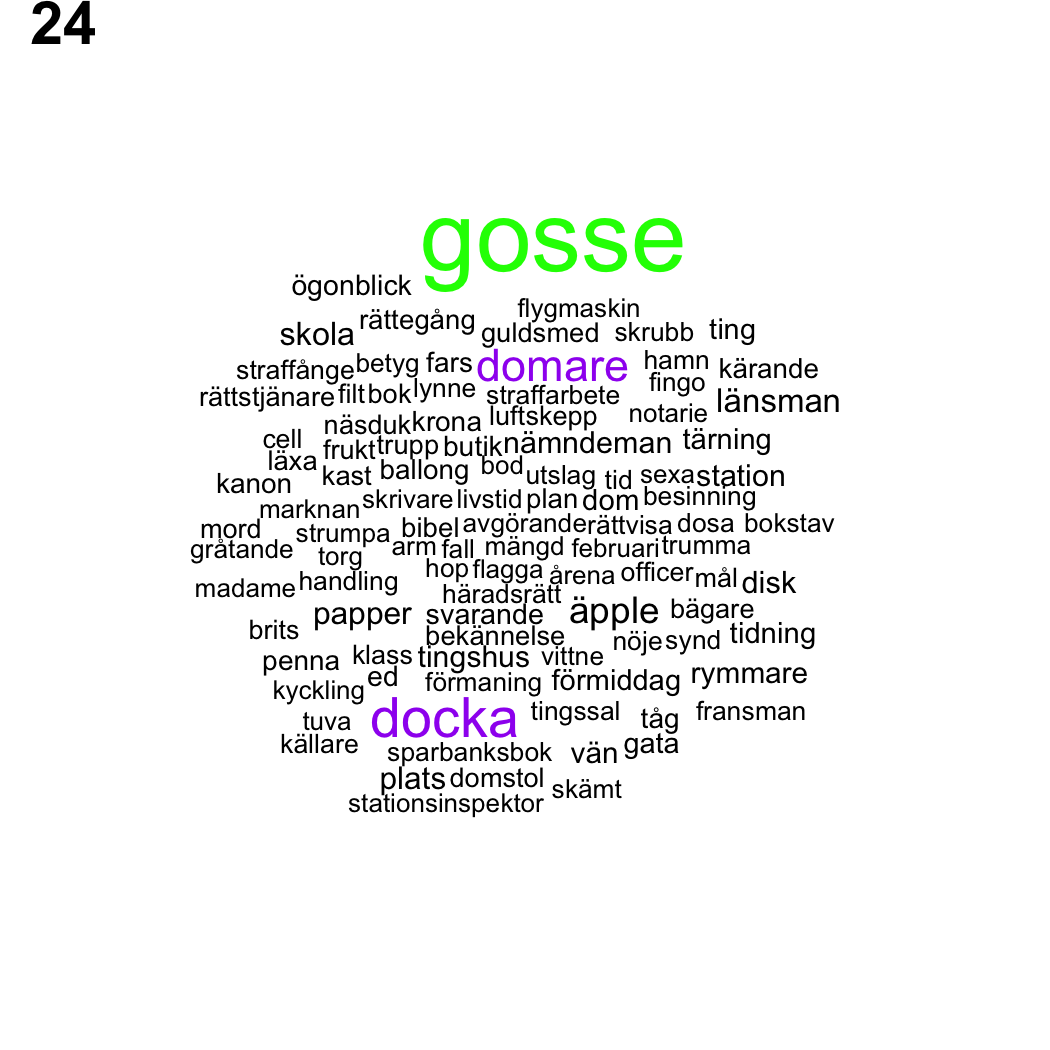 24
gosse
ögonblick
flygmaskin
skola rättegång guldsmed skrubb ting
straffånge betyg fars domare hamn kärande
rättstjänare filt bok lynne straffarbete fingo länsman
näsduk krona luftskepp notarie
cell frukt trupp butik nämndeman tärning
läxa kast ballong bod utslag tid sexa station
kanon skrivare livstid plan dom besinning
marknan
mord strumpa bibel avgörande rättvisa dosa bokstav
gråtande torg arm fall mängd februari trumma
madame handling hop flagga årena officer mål disk
häradsrätt
papper svarande äpple bägare
brits bekännelse nöje synd tidning
penna klass tingshus vittne
kyckling ed förmaning förmiddag rymmare
tuva docka tingssal tåg fransman
källare sparbanksbok vän gata
plats domstol skämt
stationsinspektor